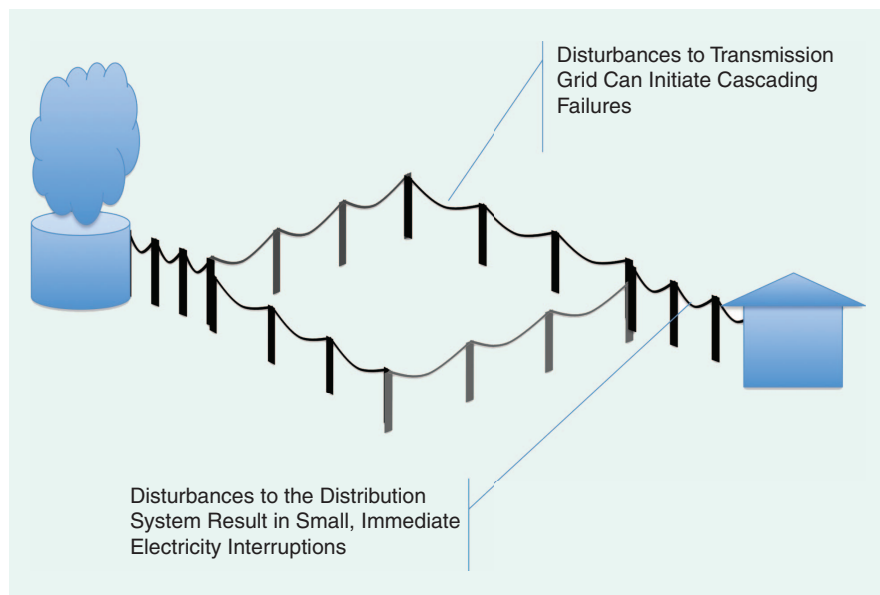 Disturbances to Transmission
Grid Can Initiate Cascading
Failures
Disturbances to the Distribution
System Result in Small, Immediate
Electricity Interruptions